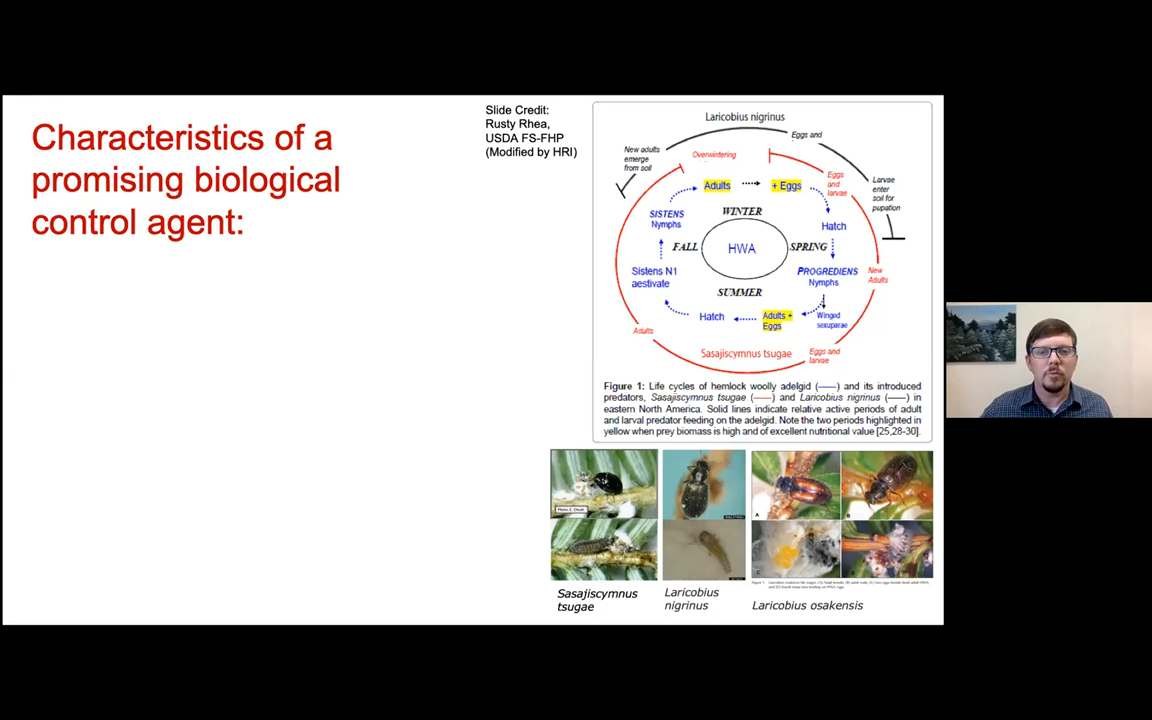 Characteristics of a
promising biological
control agent:
Slide Credit:
Rusty Rhea,
USDA FS-FHP
(Modified by HRI)
Laricobius nigrinus
Eggs and
New adults
emerge
from soil
Overwintering
Eggs
and
larvae
Larvae
enter
soil for
pupation
Adults
+ Eggs
SISTENS
Nymphs
WINTER
Hatch
FALL
HWA
SPRING
Sistens N1
aestivate
PROGREDIENS
Nymphs
New
Adults
SUMMER
Hatch
Adults +
Eggs
Winged
sexuparae
Adults
Sasajiscymnus tsugae
Eggs and
larvae
Figure 1: Life cycles of hemlock woolly adelgid (——) and its introduced
predators, Sasajiscymnus tsugae (——) and Laricobius nigrinus (——) in
eastern North America. Solid lines indicate relative active periods of adult
and larval predator feeding on the adelgid. Note the two periods highlighted in
yellow when prey biomass is high and of excellent nutritional value [25,28-30].
A
Sasajiscymnus
tsugae
Laricobius
nigrinus
Laricobius osakensis